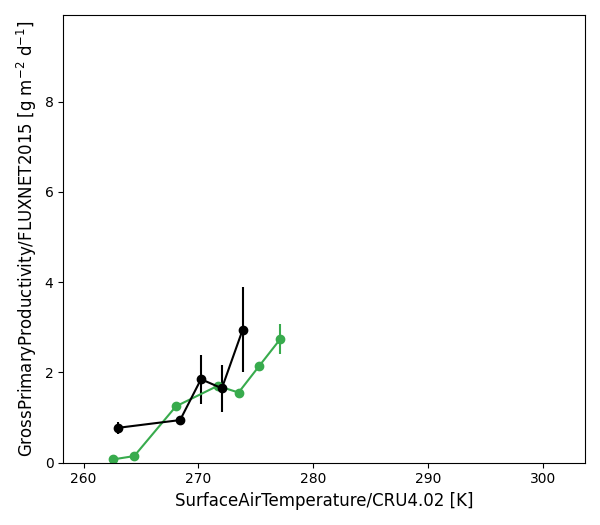 GrossPrimaryProductivity/FLUXNET2015 [g m⁻² d⁻¹]
8
6
4
2
0
260 270 280 290 300
SurfaceAirTemperature/CRU4.02 [K]